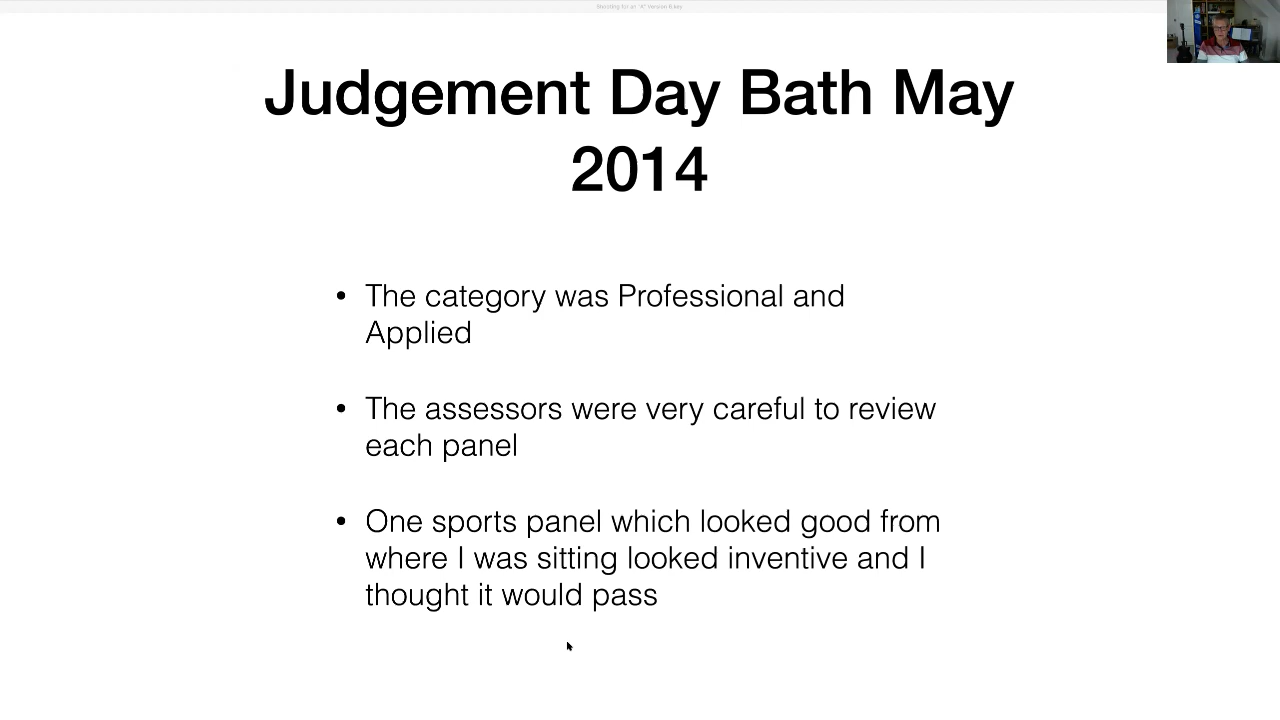 Judgement Day Bath May
2014
• The category was Professional and
Applied
• The assessors were very careful to review
each panel
• One sports panel which looked good from
where I was sitting looked inventive and I
thought it would pass